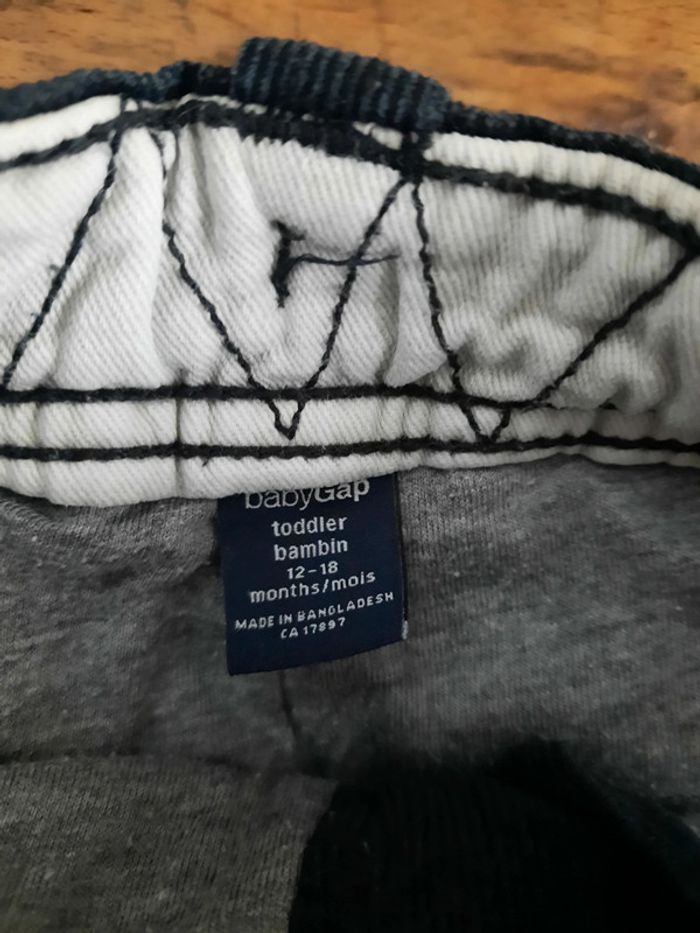 babyGap
toddler
bambin
12-18
months/mois
MADE IN BANGLADESH
CA 17897